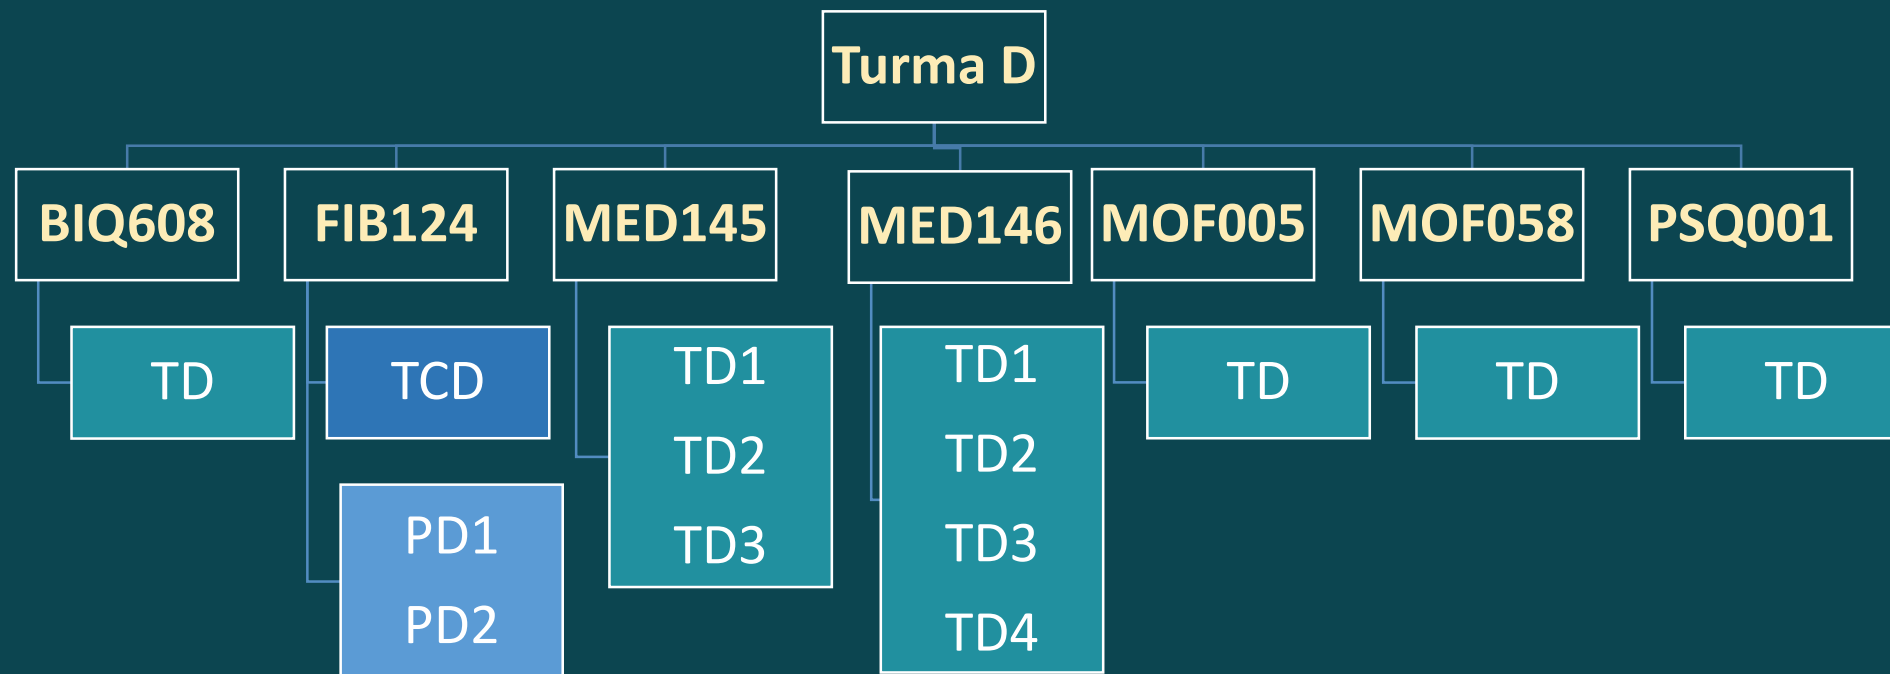 Turma D
BIQ608
FIB124
MED145
MED146
MOF005
MOF058
PSQ001
TD
TCD
PD1
PD2
TD1
TD2
TD3
TD1
TD2
TD3
TD4
TD
TD
TD